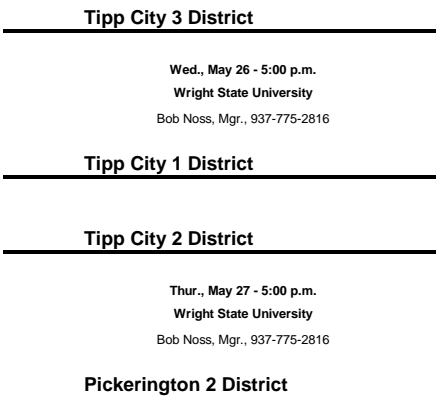 Tipp City 3 District
Wed., May 26 - 5:00 p.m.
Wright State University
Bob Noss, Mgr., 937-775-2816
Tipp City 1 District
Tipp City 2 District
Thur., May 27 - 5:00 p.m.
Wright State University
Bob Noss, Mgr., 937-775-2816
Pickerington 2 District